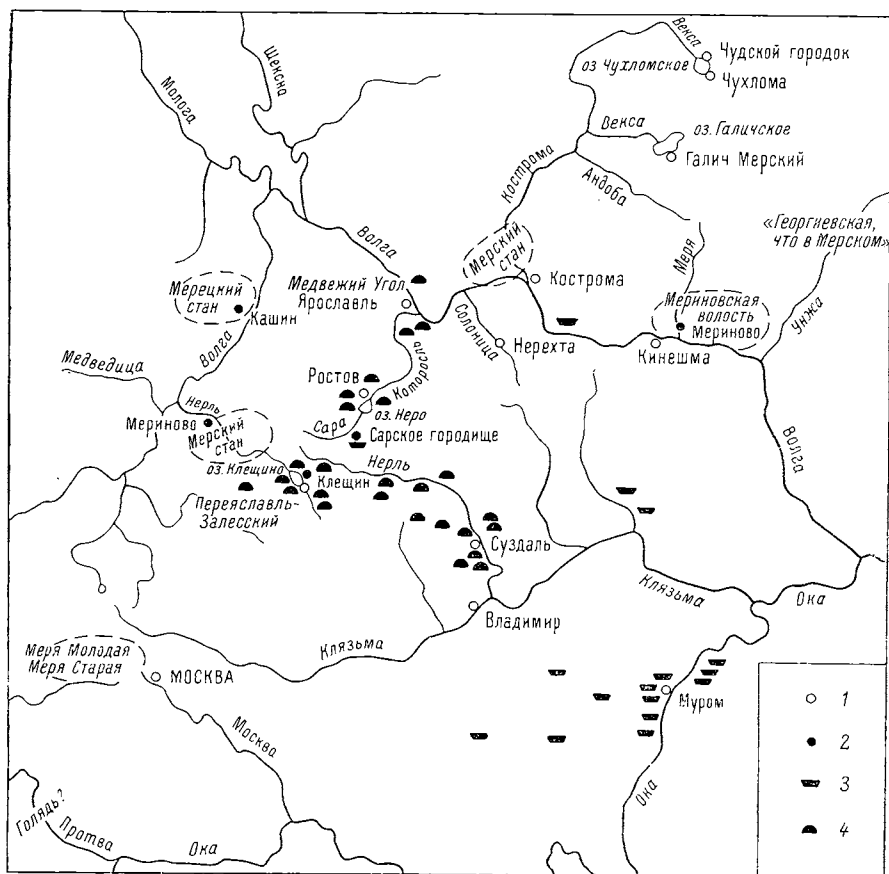 Векса
Чудской городок
оз. Чухломское
Чухлома
Шексна
Молога
Векса
оз. Галичское
Галич Мерский
Кострома
Андоба
«Георгиевская,
что в Мерском»
Волга
Мерский
стан
Меря
Унжа
Медвежий Угол
Ярославль
Кострома
Мерецкий
стан
Кашин
Мериновская
волость
Мериново
Солоница
Нерехта
Кинешма
Которосль
Волга
Медведица
Ростов
оз. Неро
Нерль
Сара
Сарское городище
Волга
Мериново
Мерский
стан
оз. Клещино
Нерль
Клещин
Переяславль-
Залесский
Суздаль
Клязьма
Ока
Владимир
Клязьма
Меря Молодая
Меря Старая
МОСКВА
Муром
Москва
Ока
Голядь?
Протва
Ока
1
2
3
4